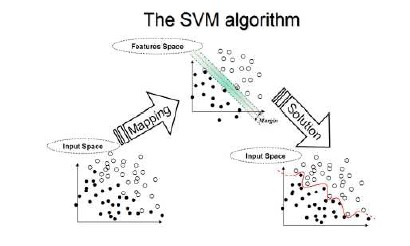 The SVM algorithm
Features Space
Mapping
Margin
Solution
Input Space
Input Space